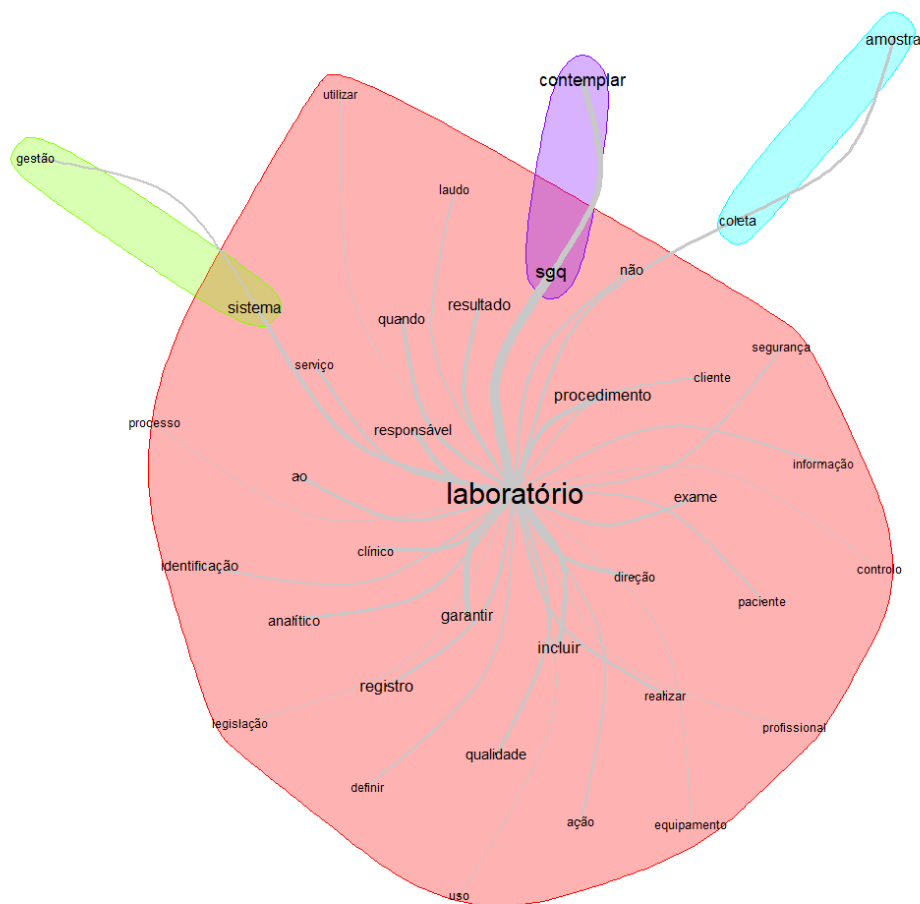 amostra
contemplar
utilizar
gestão
laudo
coleta
sgq
não
sistema
resultado
quando
segurança
serviço
cliente
procedimento
processo
responsável
informação
ao
laboratório
exame
clínico
identificação
direção
controlo
paciente
analítico
garantir
incluir
registro
realizar
legislação
profissional
qualidade
definir
ação
equipamento
uso